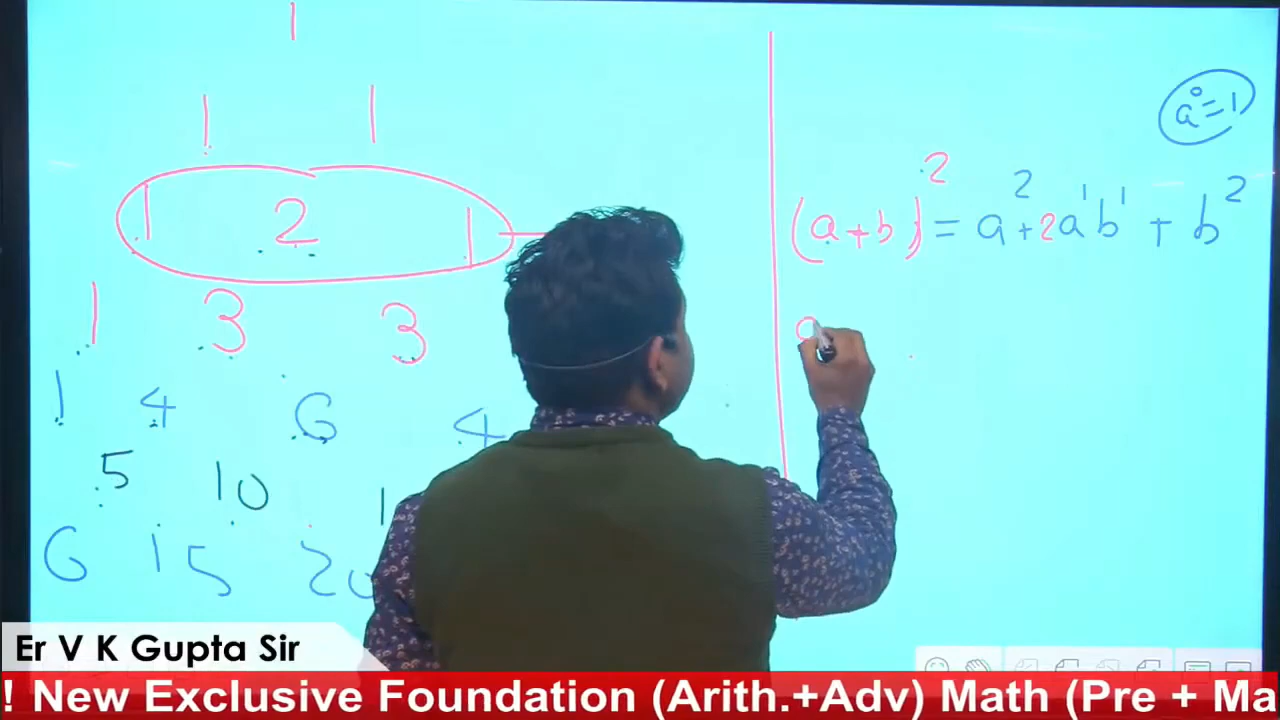 1
1 1
1 2 1
1 3 3
1 4 6 4
5 10 1
6 15 20
a⁰=1
(a+b)² = a² + 2a¹b¹ + b²
a
Er V K Gupta Sir
! New Exclusive Foundation (Arith.+Adv) Math (Pre + Ma